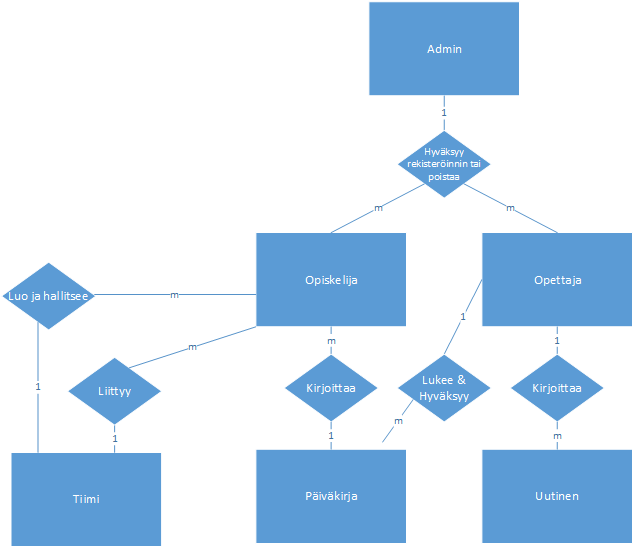 Admin
1
Hyväksyy
rekisteröinnin tai
poistaa
m
m
Opiskelija
Opettaja
Luo ja hallitsee
m
1
m
m
1
1
Liittyy
Kirjoittaa
Lukee &
Hyväksyy
Kirjoittaa
1
1
m
m
Tiimi
Päiväkirja
Uutinen